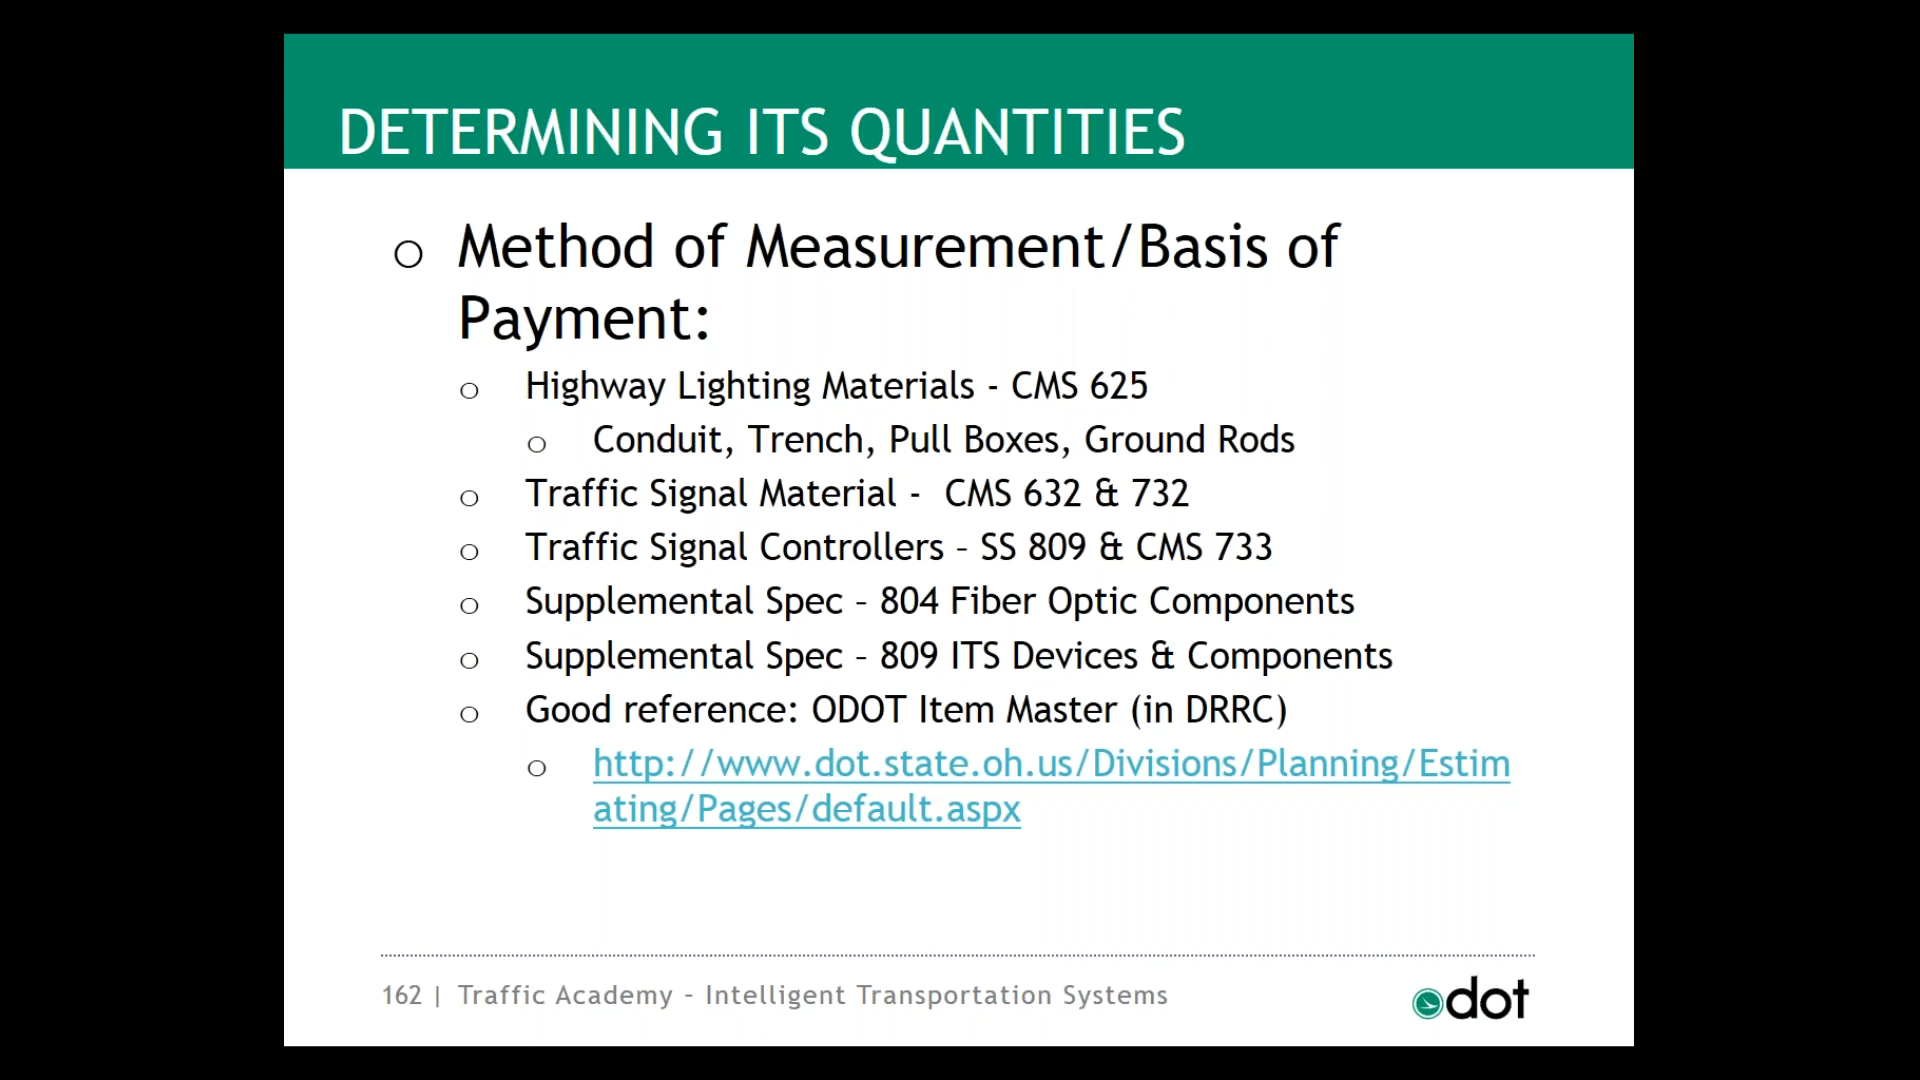 DETERMINING ITS QUANTITIES
o Method of Measurement/Basis of
Payment:
o Highway Lighting Materials - CMS 625
o Conduit, Trench, Pull Boxes, Ground Rods
o Traffic Signal Material - CMS 632 & 732
o Traffic Signal Controllers – SS 809 & CMS 733
o Supplemental Spec – 804 Fiber Optic Components
o Supplemental Spec – 809 ITS Devices & Components
o Good reference: ODOT Item Master (in DRRC)
o http://www.dot.state.oh.us/Divisions/Planning/Estim
ating/Pages/default.aspx
162 | Traffic Academy – Intelligent Transportation Systems
odot